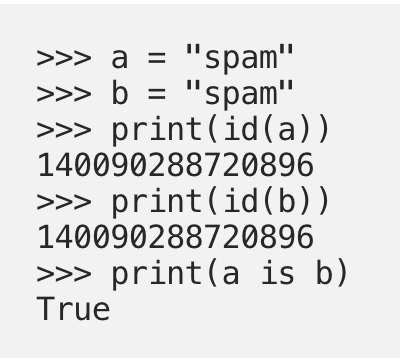 >>> a = "spam"
>>> b = "spam"
>>> print(id(a))
140090288720896
>>> print(id(b))
140090288720896
>>> print(a is b)
True